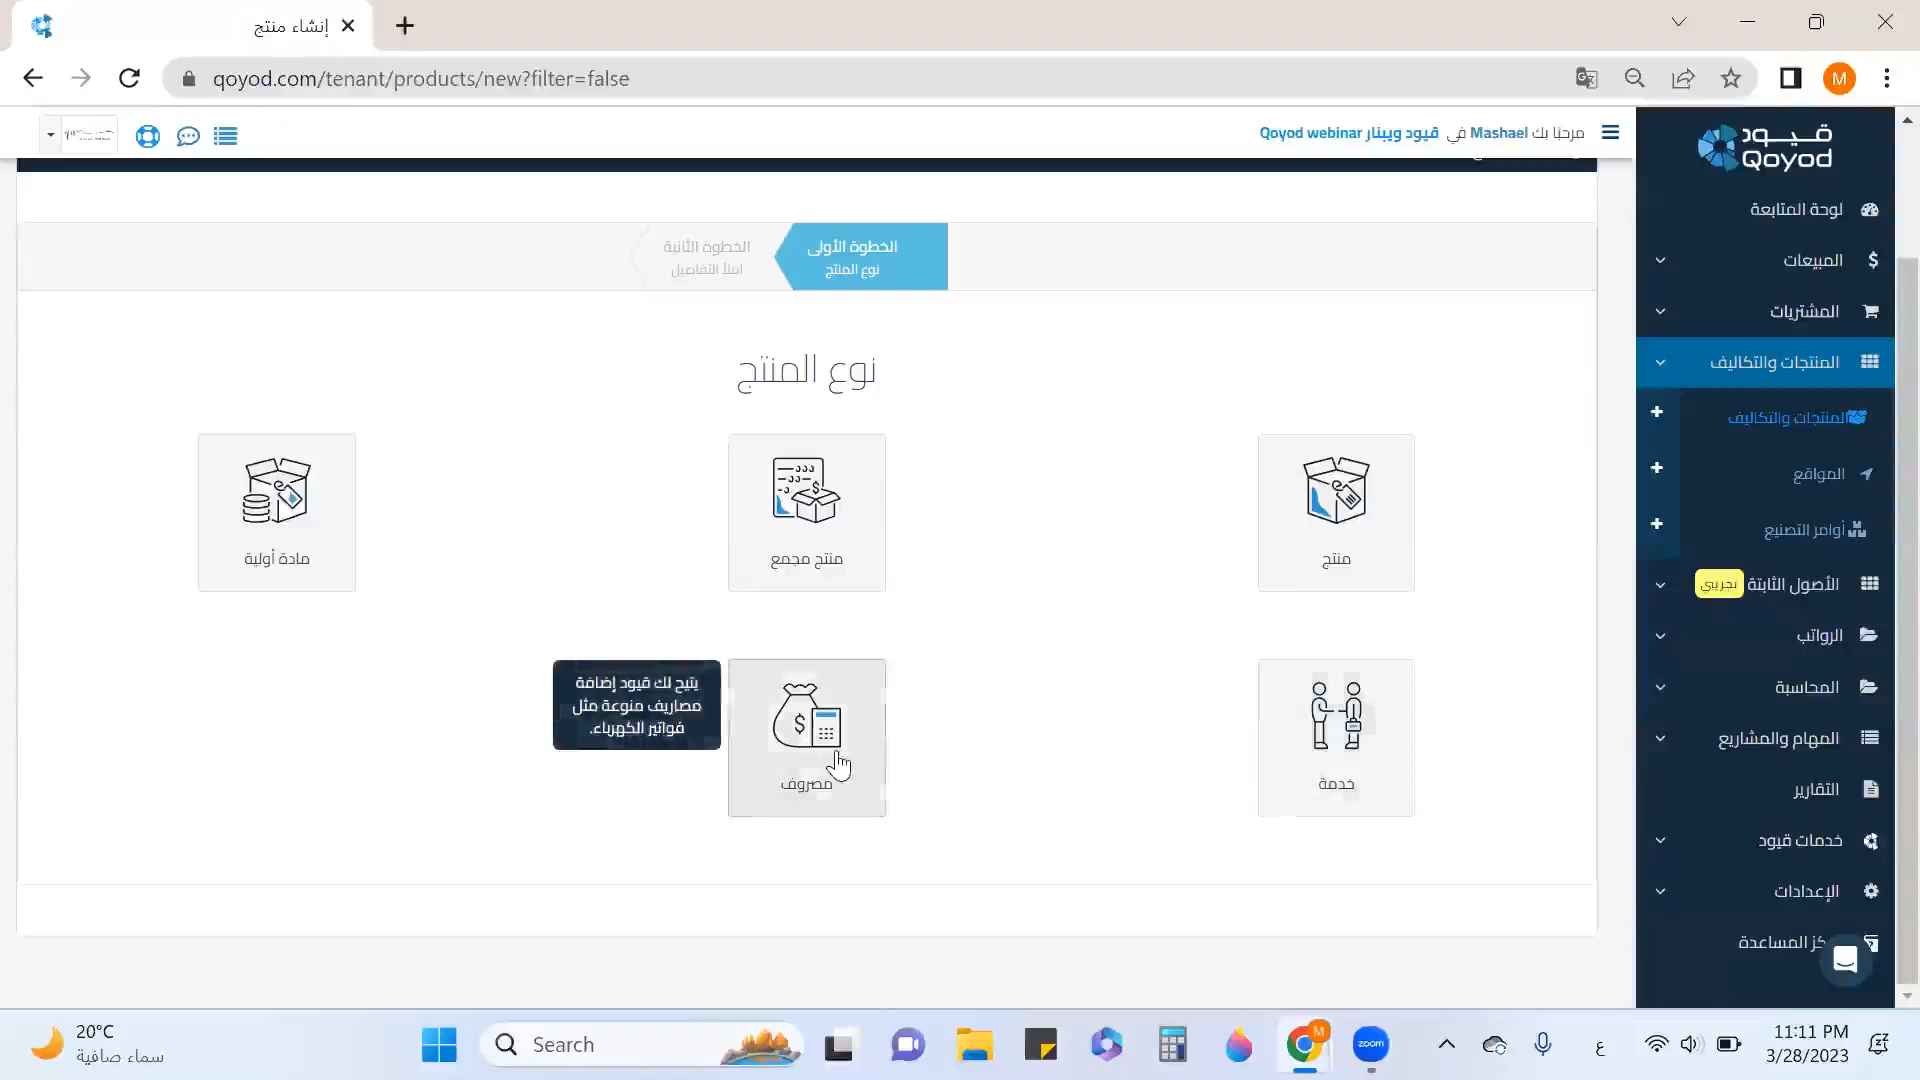 إنشاء منتج
qoyod.com/tenant/products/new?filter=false
M
مرحبًا بك Mashael في قيود ويبنار Qoyod webinar
قيود
Qoyod
لوحة المتابعة
المبيعات
المشتريات
المنتجات والتكاليف
المنتجات والتكاليف
المواقع
أوامر التصنيع
الأصول الثابتة
تجريبي
الرواتب
المحاسبة
المهام والمشاريع
التقارير
خدمات قيود
الإعدادات
كز المساعدة
الخطوة الأولى
نوع المنتج
الخطوة الثانية
املأ التفاصيل
نوع المنتج
منتج
منتج مجمع
مادة أولية
خدمة
مصروف
يتيح لك قيود إضافة
مصاريف منوعة مثل
فواتير الكهرباء.
20°C
سماء صافية
Search
M
zoom
ع
11:11 PM
3/28/2023